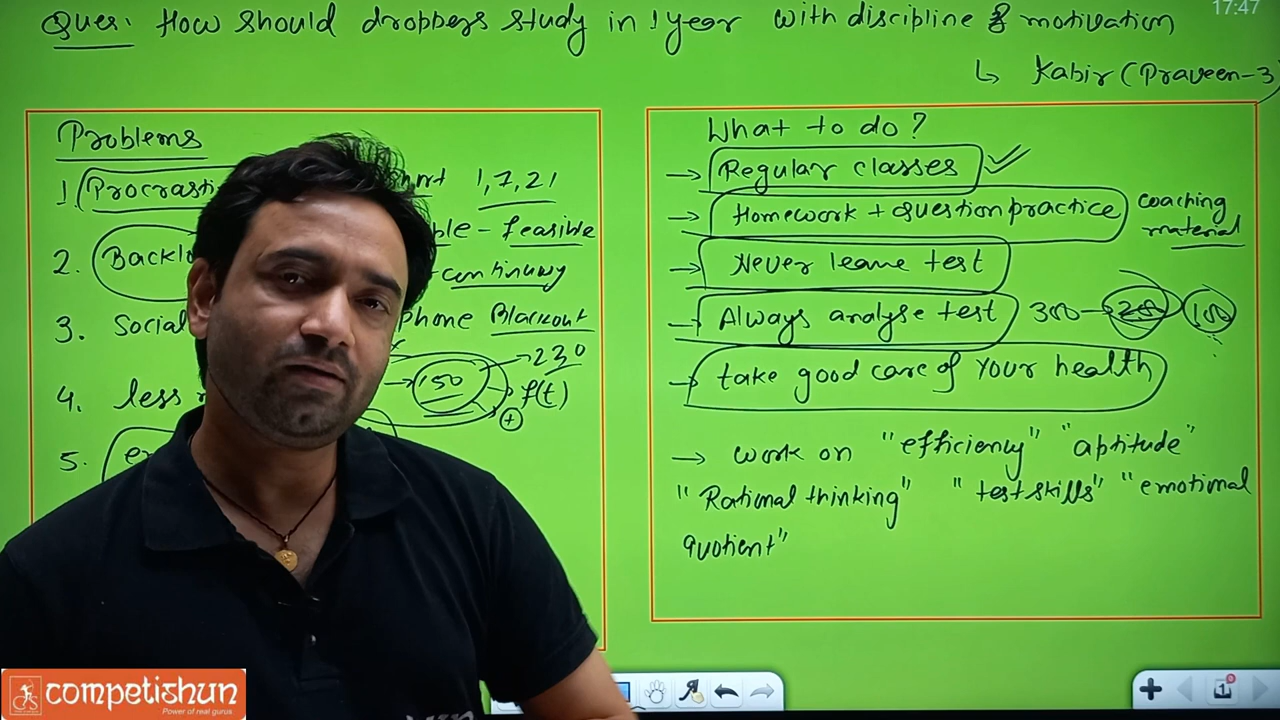 Ques: How should droppers study in 1 year with discipline & motivation
17:47
↳ Kabir (Praveen-3)
Problems
1. Procrasti 1, 7, 21
feasible
2. Backlo continuity
3. Social phone Blackout
→ 150 → 230
4. less f(t)
+
5.
What to do?
→ Regular classes
→ Homework + question practice coaching material
→ Never leave test
→ Always analyse test 300 - 200 100
→ take good care of your health
→ work on "efficiency" "aptitude"
"Rational thinking" "test skills" "emotional
quotient"
competishun
Power of real gurus